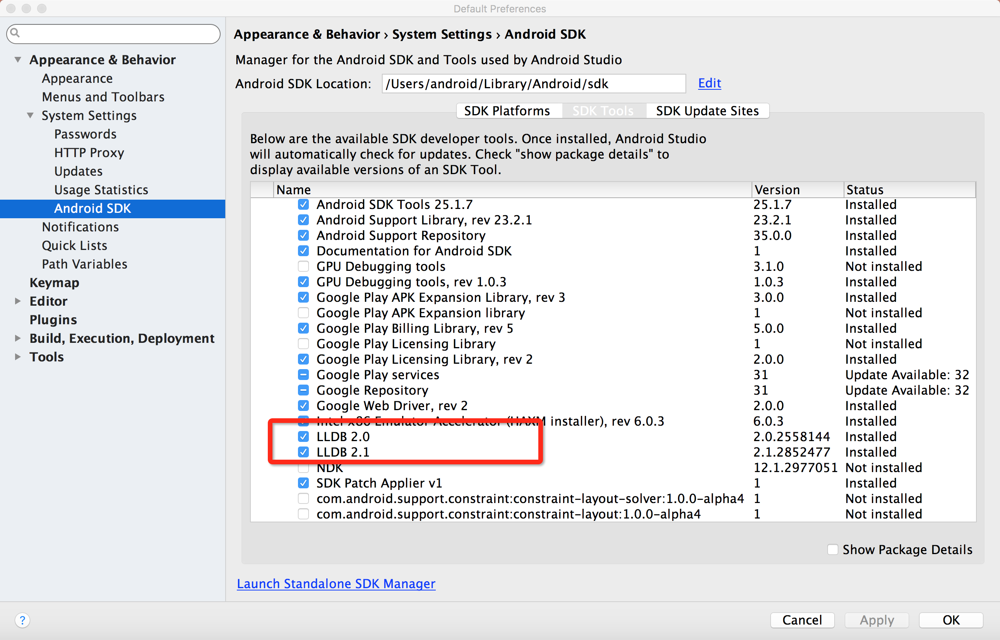 Default Preferences
Appearance & Behavior
Appearance
Menus and Toolbars
System Settings
Passwords
HTTP Proxy
Updates
Usage Statistics
Android SDK
Notifications
Quick Lists
Path Variables
Keymap
Editor
Plugins
Build, Execution, Deployment
Tools
Appearance & Behavior › System Settings › Android SDK
Manager for the Android SDK and Tools used by Android Studio
Android SDK Location: /Users/android/Library/Android/sdk Edit
SDK Platforms SDK Tools SDK Update Sites
Below are the available SDK developer tools. Once installed, Android Studio
will automatically check for updates. Check "show package details" to
display available versions of an SDK Tool.
Name Version Status
Android SDK Tools 25.1.7 25.1.7 Installed
Android Support Library, rev 23.2.1 23.2.1 Installed
Android Support Repository 35.0.0 Installed
Documentation for Android SDK 1 Installed
GPU Debugging tools 3.1.0 Not installed
GPU Debugging tools, rev 1.0.3 1.0.3 Installed
Google Play APK Expansion Library, rev 3 3.0.0 Installed
Google Play APK Expansion library 1 Not installed
Google Play Billing Library, rev 5 5.0.0 Installed
Google Play Licensing Library 1 Not installed
Google Play Licensing Library, rev 2 2.0.0 Installed
Google Play services 31 Update Available: 32
Google Repository 31 Update Available: 32
Google Web Driver, rev 2 2.0.0 Installed
Intel x86 Emulator Accelerator (HAXM installer), rev 6.0.3 6.0.3 Installed
LLDB 2.0 2.0.2558144 Installed
LLDB 2.1 2.1.2852477 Installed
NDK 12.1.2977051 Not installed
SDK Patch Applier v1 1 Installed
com.android.support.constraint:constraint-layout-solver:1.0.0-alpha4 1 Not installed
com.android.support.constraint:constraint-layout:1.0.0-alpha4 1 Not installed
Show Package Details
Launch Standalone SDK Manager
? Cancel Apply OK